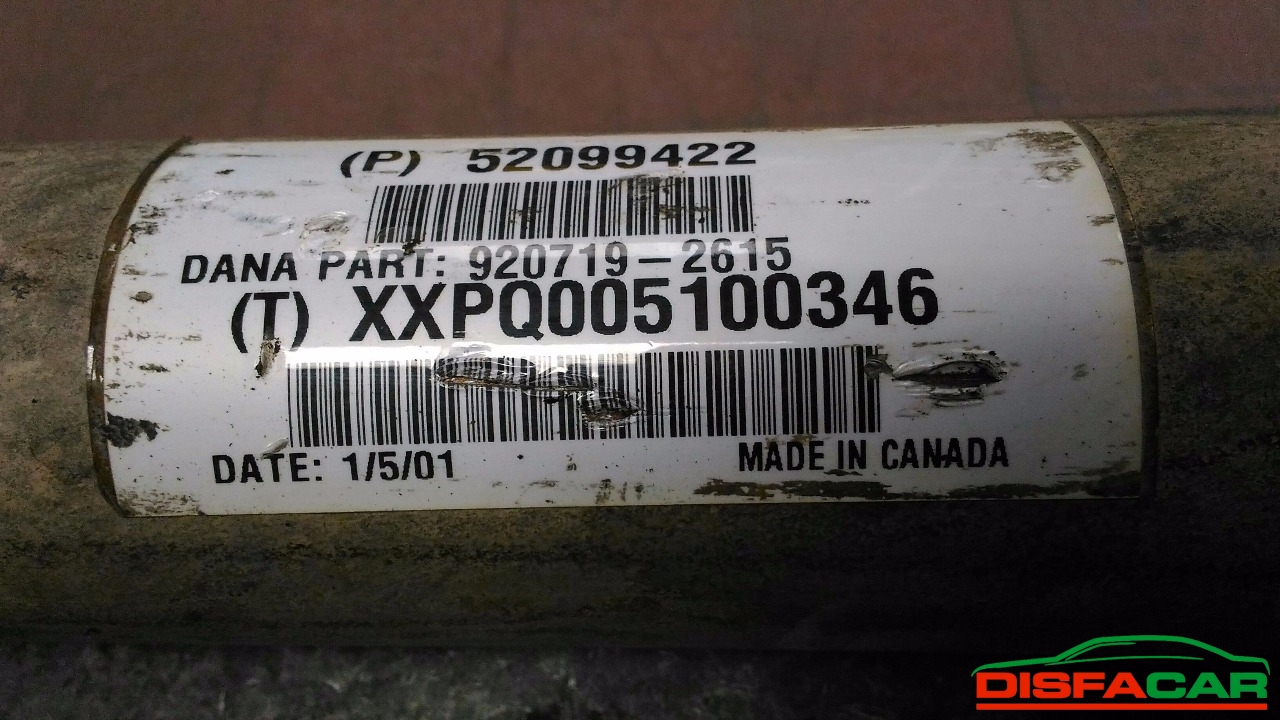 (P) 52099422
DANA PART: 920719-2615
(T) XXPQ005100346
DATE: 1/5/01 MADE IN CANADA
DISFACAR